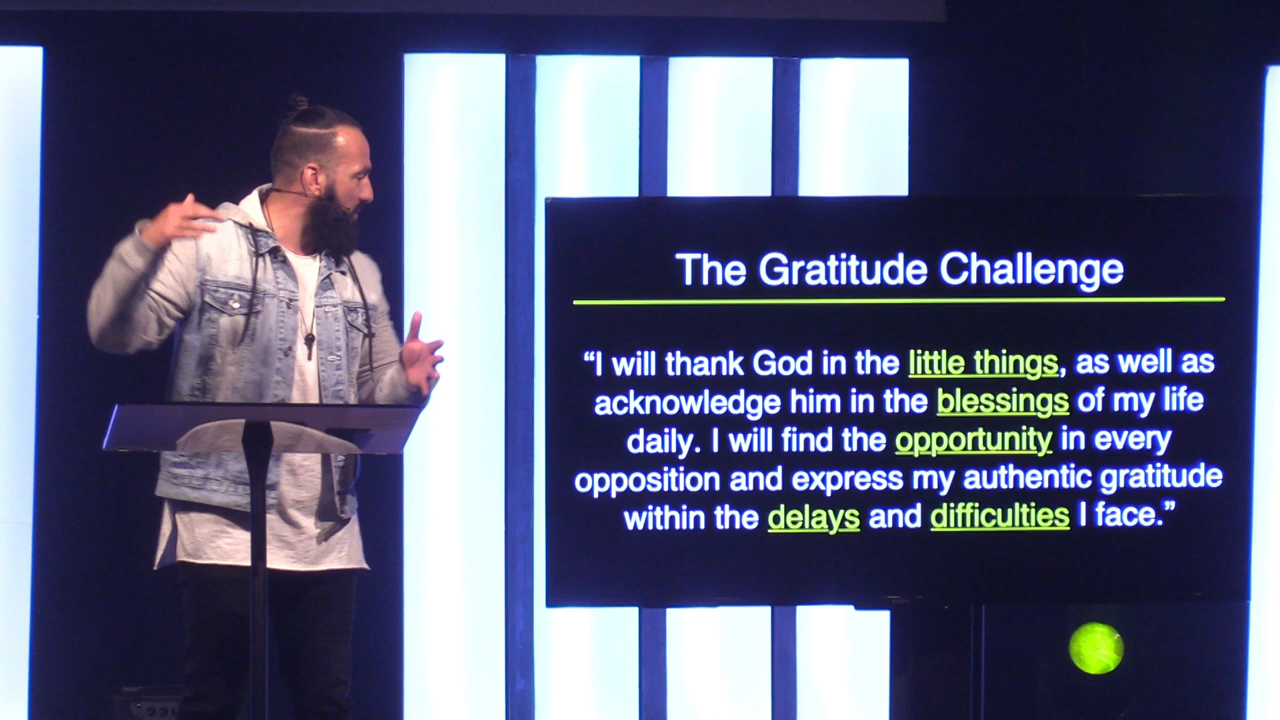 The Gratitude Challenge
“I will thank God in the little things, as well as
acknowledge him in the blessings of my life
daily. I will find the opportunity in every
opposition and express my authentic gratitude
within the delays and difficulties I face.”